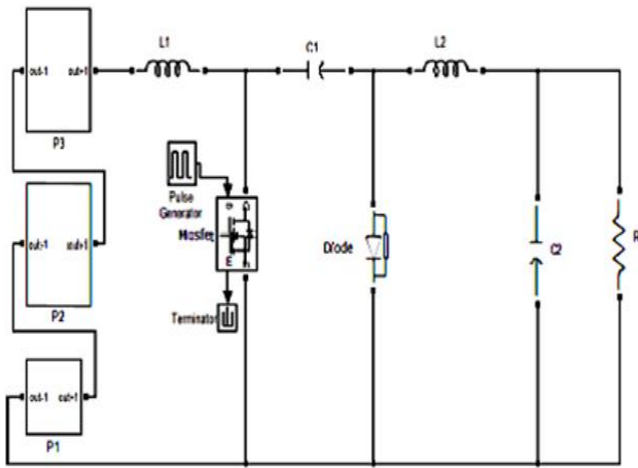 L1
C1
L2
out-1 out+1
P3
Pulse
Generator
g
Mosfet
E
Diode
C2
R
out-1 out+1
P2
Terminator
out-1 out+1
P1